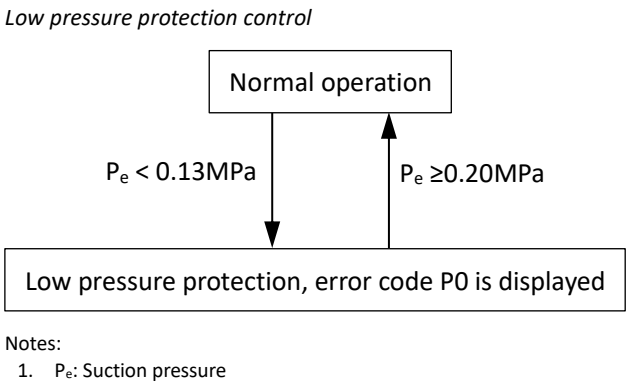 Low pressure protection control
Normal operation
Pₑ < 0.13MPa
Pₑ ≥0.20MPa
Low pressure protection, error code P0 is displayed
Notes:
1. Pₑ: Suction pressure